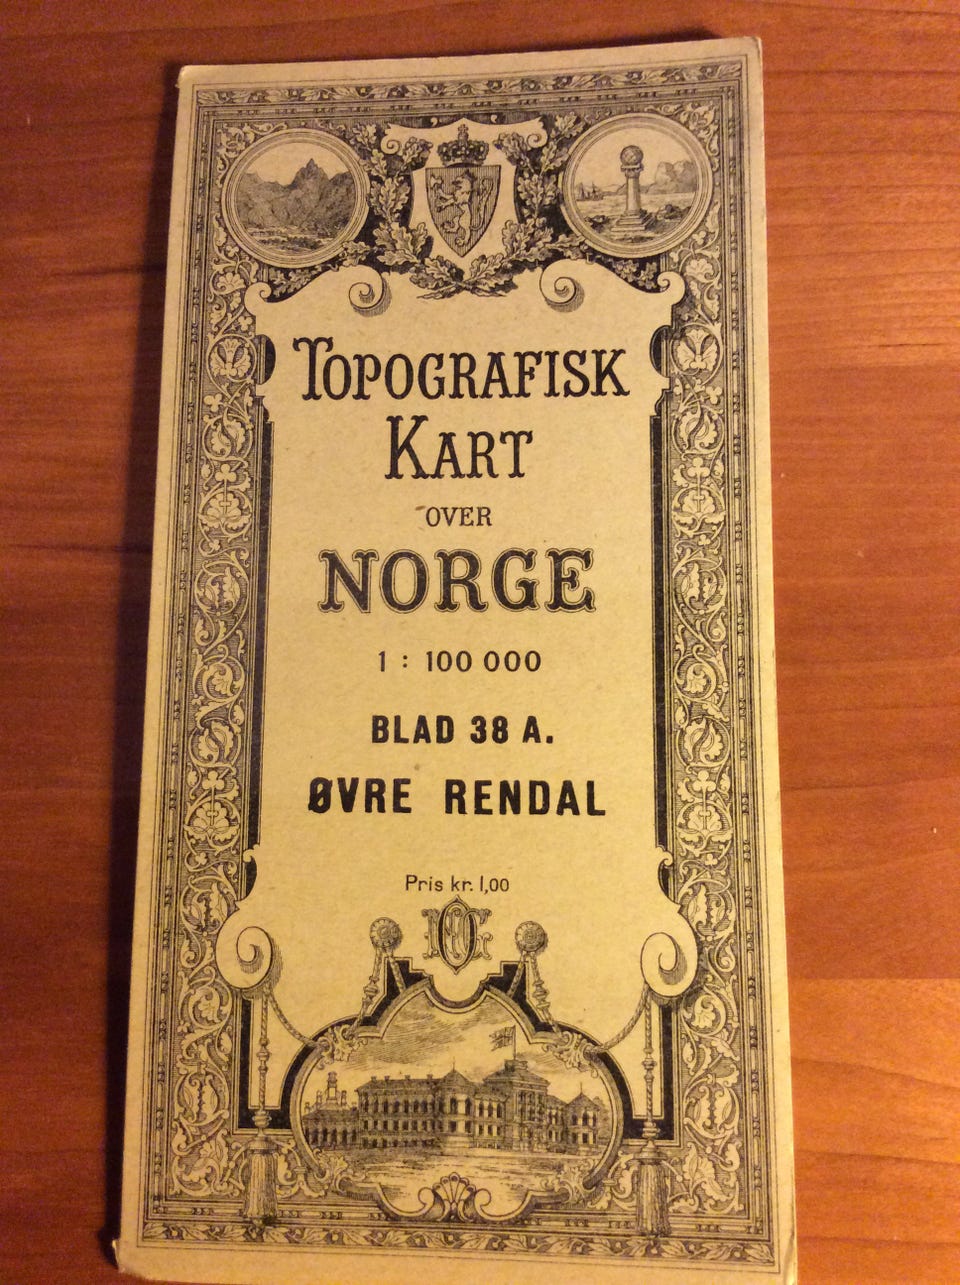 TOPOGRAFISK
KART
OVER
NORGE
1 : 100 000
BLAD 38 A.
ØVRE RENDAL
Pris kr. 1,00